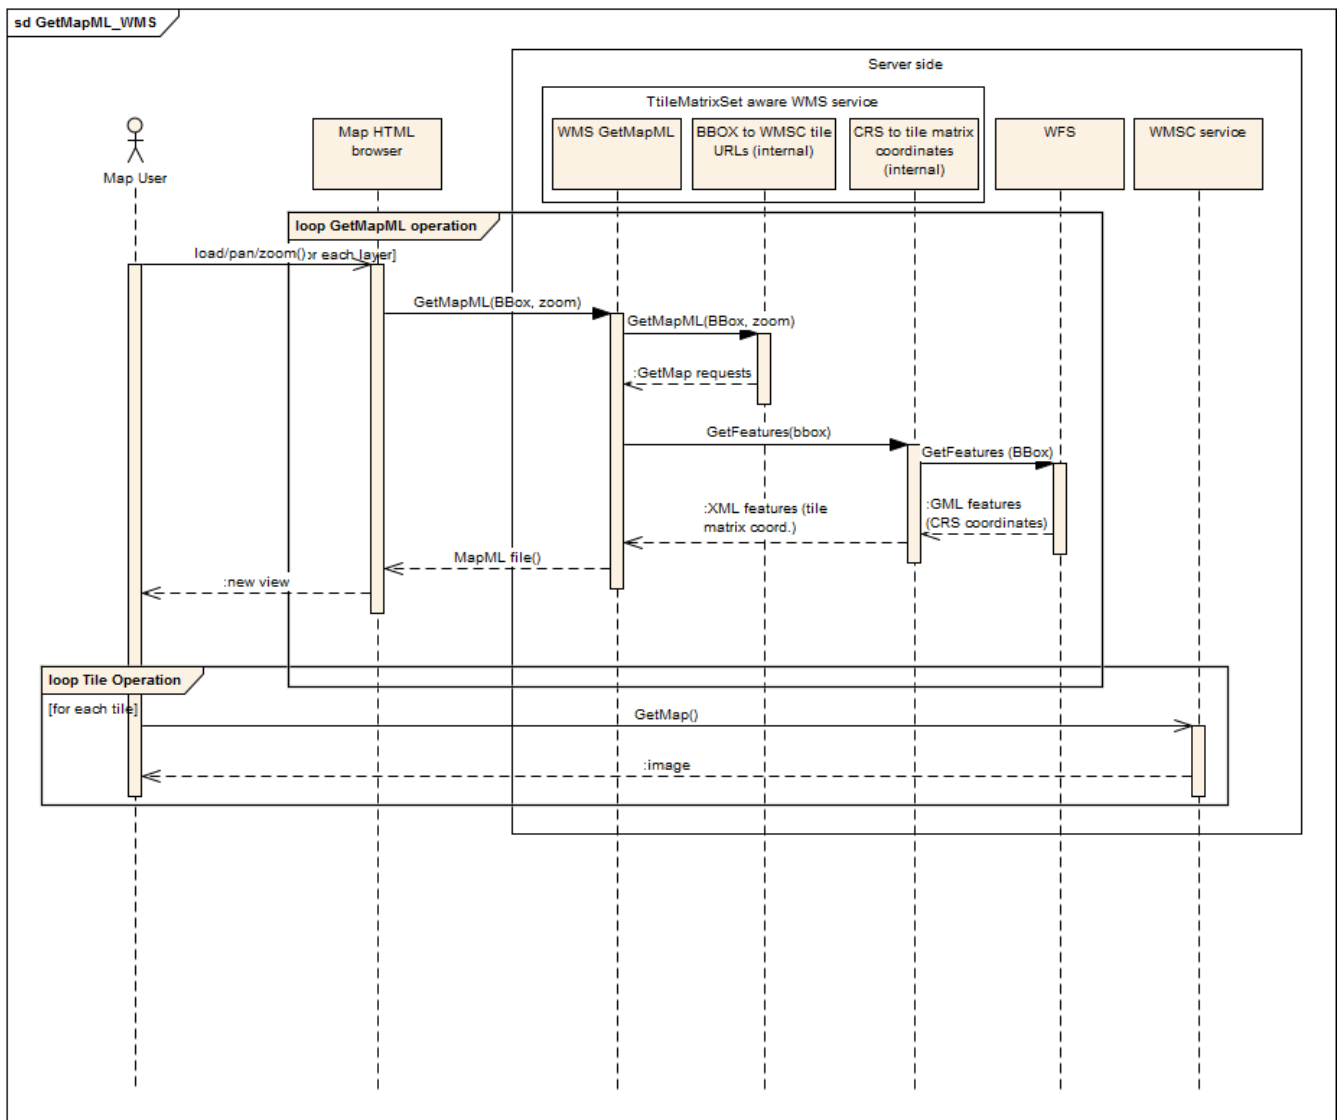 sd GetMapML_WMS
Server side
TtileMatrixSet aware WMS service
Map User
Map HTML
browser
WMS GetMapML
BBOX to WMSC tile
URLs (internal)
CRS to tile matrix
coordinates
(internal)
WFS
WMSC service
loop GetMapML operation
load/pan/zoom()
or each layer]
GetMapML(BBox, zoom)
GetMapML(BBox, zoom)
:GetMap requests
GetFeatures(bbox)
GetFeatures (BBox)
:XML features (tile
matrix coord.)
:GML features
(CRS coordinates)
MapML file()
:new view
loop Tile Operation
[for each tile]
GetMap()
:image